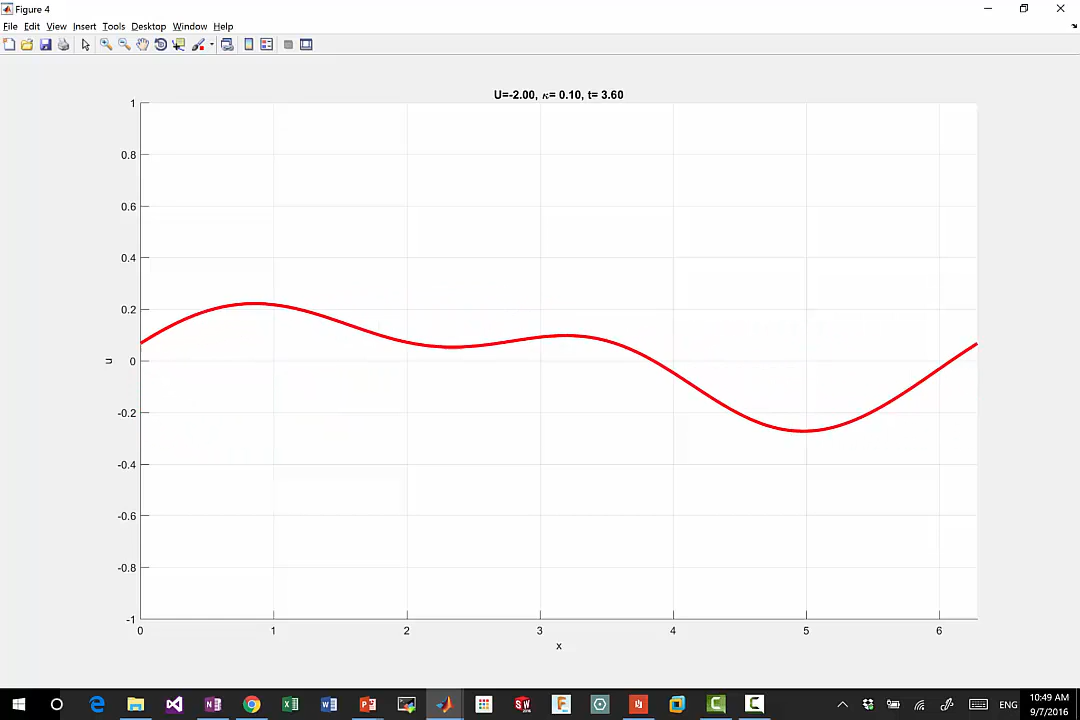 Figure 4
File Edit View Insert Tools Desktop Window Help
U=-2.00, κ= 0.10, t= 3.60
1
0.8
0.6
0.4
0.2
0
-0.2
-0.4
-0.6
-0.8
-1
u
0 1 2 3 4 5 6
x
ENG
10:49 AM
9/7/2016